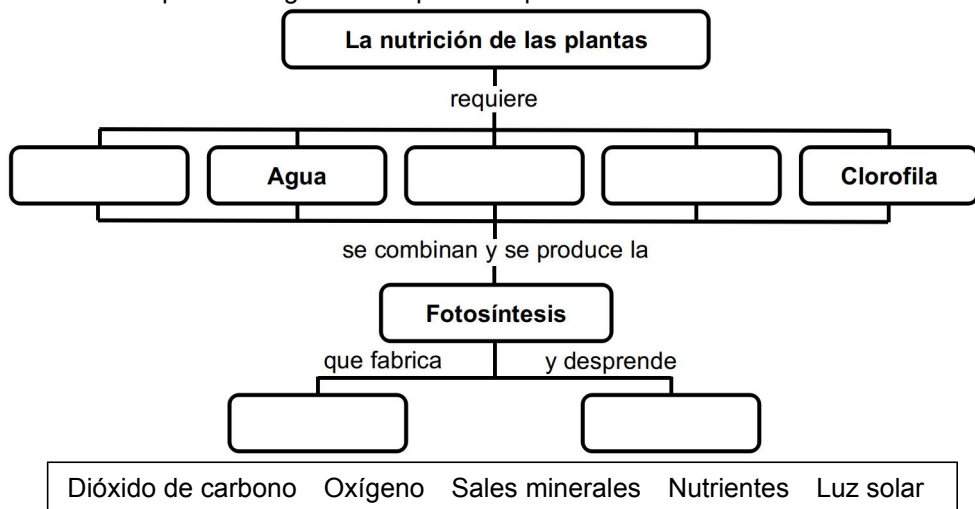 La nutrición de las plantas
requiere
Agua
Clorofila
se combinan y se produce la
Fotosíntesis
que fabrica
y desprende
Dióxido de carbono Oxígeno Sales minerales Nutrientes Luz solar